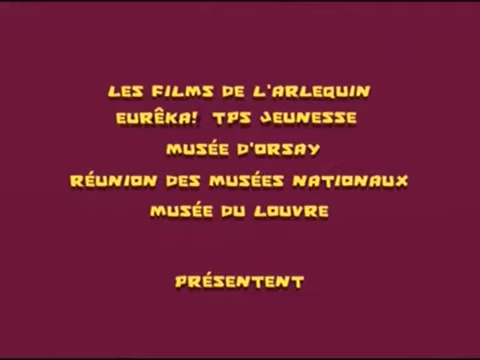 LES FILMS DE L'ARLEQUIN
EURÊKA! TPS JEUNESSE
MUSÉE D'ORSAY
RÉUNION DES MUSÉES NATIONAUX
MUSÉE DU LOUVRE
PRÉSENTENT